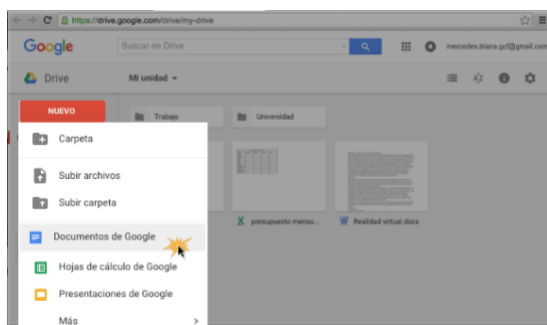 https://drive.google.com/drive/my-drive
Google
Buscar en Drive
mercedes.triana.gcf@gmail.com
Drive
Mi unidad
NUEVO
Trabajo
Universidad
Carpeta
Subir archivos
Subir carpeta
presupuesto mensu...
Realidad virtual.docx
Documentos de Google
Hojas de cálculo de Google
Presentaciones de Google
Más